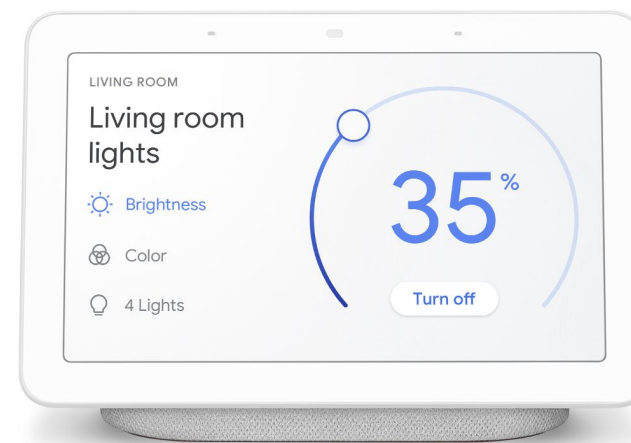 LIVING ROOM
Living room
lights
Brightness
Color
4 Lights
35%
Turn off